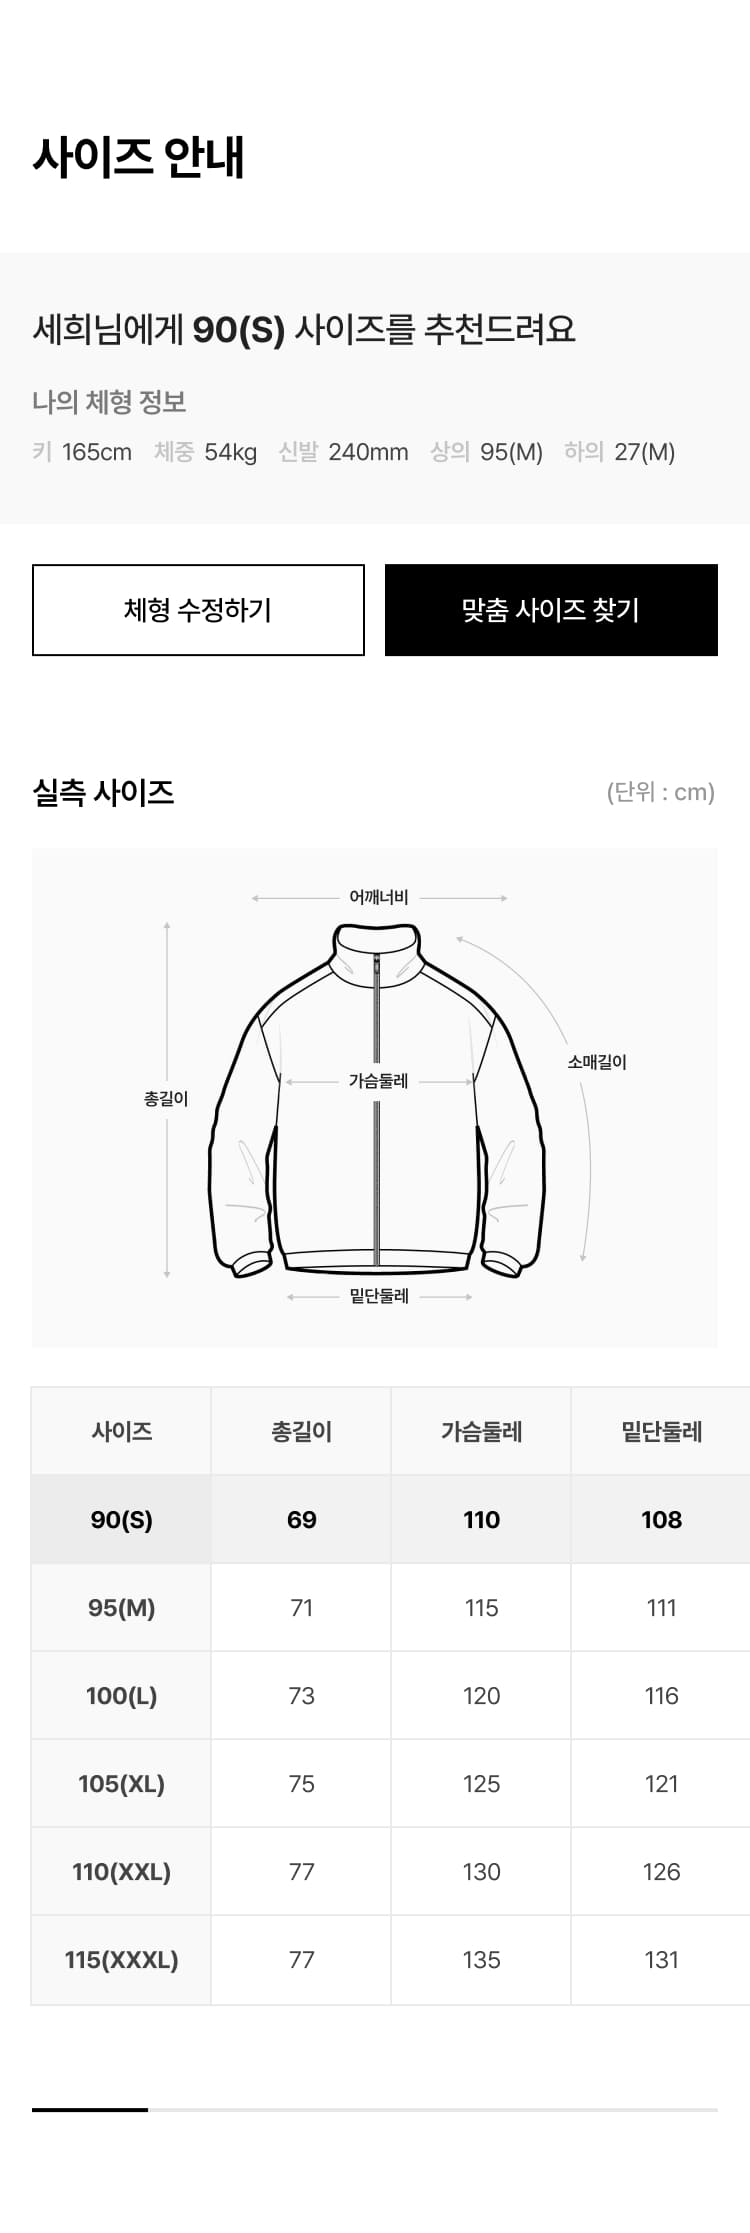 사이즈 안내
세희님에게 90(S) 사이즈를 추천드려요
나의 체형 정보
키 165cm 체중 54kg 신발 240mm 상의 95(M) 하의 27(M)
체형 수정하기 맞춤 사이즈 찾기
실측 사이즈 (단위 : cm)
어깨너비
소매길이
가슴둘레
총길이
밑단둘레
사이즈 총길이 가슴둘레 밑단둘레
90(S) 69 110 108
95(M) 71 115 111
100(L) 73 120 116
105(XL) 75 125 121
110(XXL) 77 130 126
115(XXXL) 77 135 131